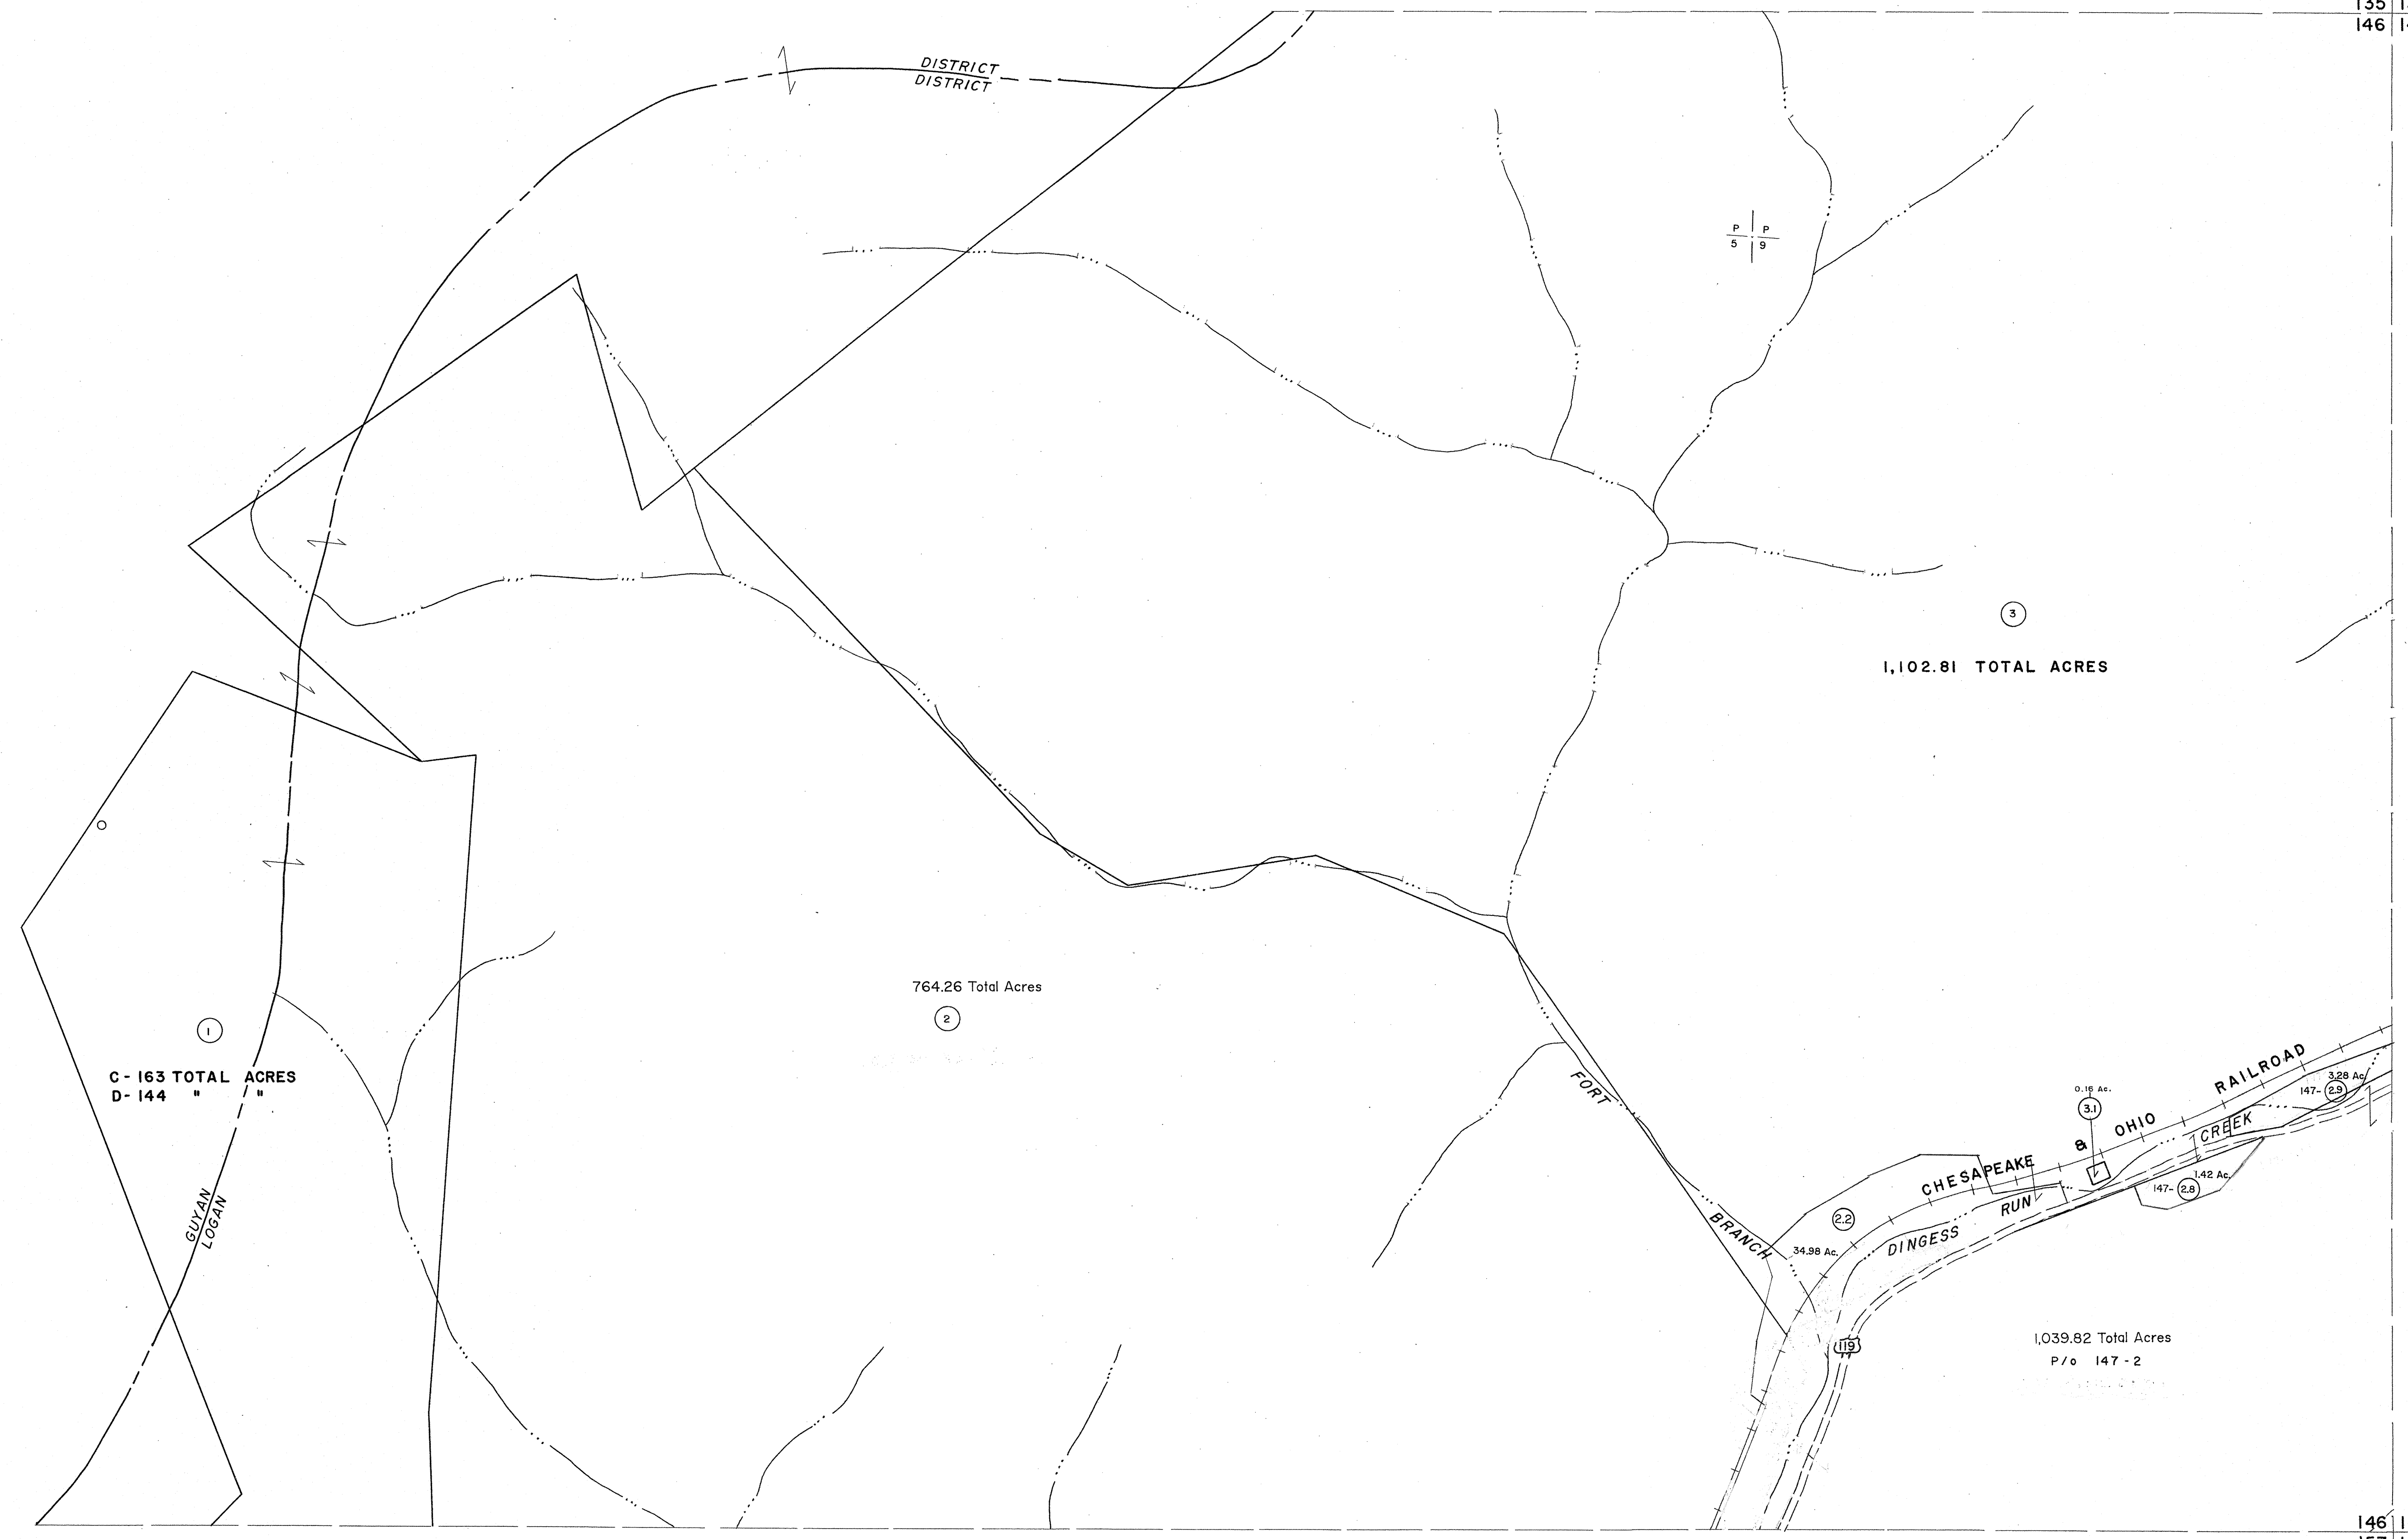 135
146
DISTRICT
DISTRICT
P P
5 9
3
1,102.81 TOTAL ACRES
764.26 Total Acres
2
1
C - 163 TOTAL ACRES
D - 144 " "
GUYAN
LOGAN
FORT
BRANCH
CHESAPEAKE & OHIO RAILROAD
0.16 Ac.
3.1
3.28 Ac.
147- 2.9
CREEK
1.42 Ac.
147- 2.8
RUN
DINGESS
2.2
34.98 Ac.
119
1,039.82 Total Acres
P/o 147 - 2
146